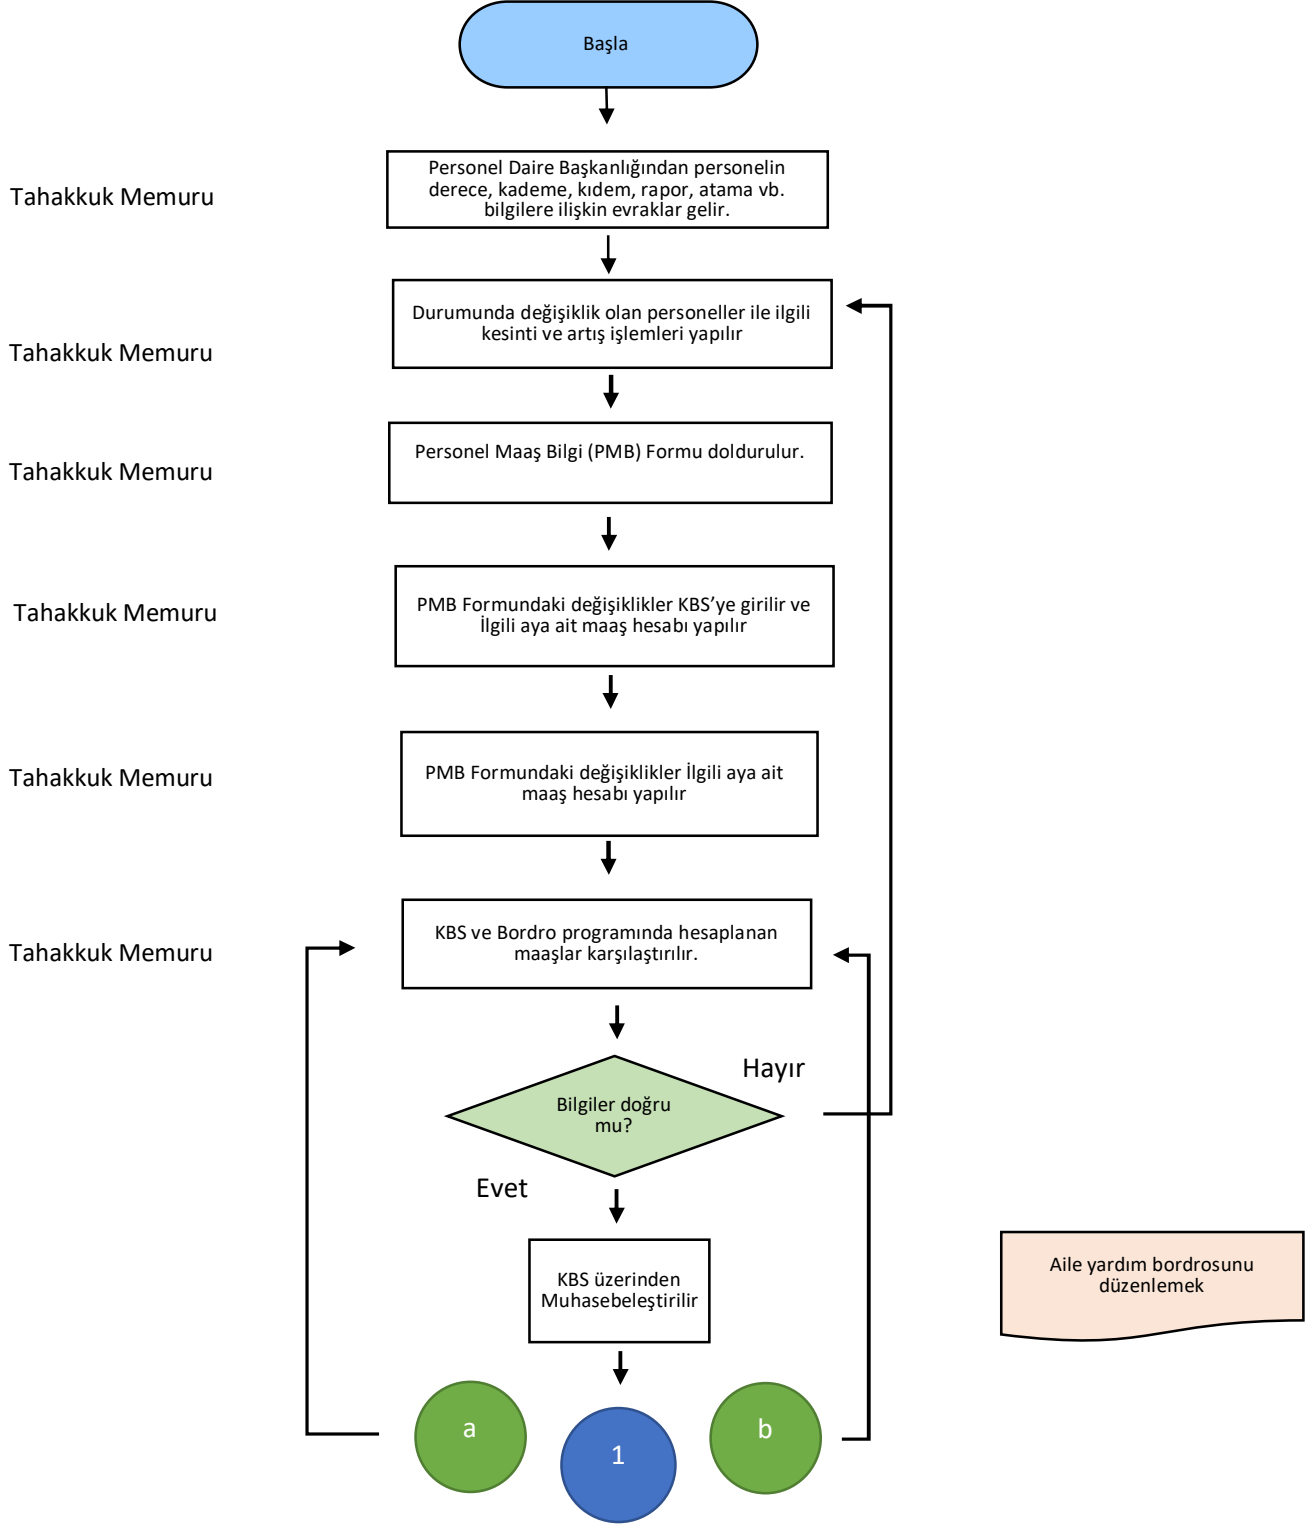 Başla
Tahakkuk Memuru
Personel Daire Başkanlığından personelin
derece, kademe, kıdem, rapor, atama vb.
bilgilere ilişkin evraklar gelir.
Tahakkuk Memuru
Durumunda değişiklik olan personeller ile ilgili
kesinti ve artış işlemleri yapılır
Tahakkuk Memuru
Personel Maaş Bilgi (PMB) Formu doldurulur.
Tahakkuk Memuru
PMB Formundaki değişiklikler KBS’ye girilir ve
İlgili aya ait maaş hesabı yapılır
Tahakkuk Memuru
PMB Formundaki değişiklikler İlgili aya ait
maaş hesabı yapılır
Tahakkuk Memuru
KBS ve Bordro programında hesaplanan
maaşlar karşılaştırılır.
Hayır
Bilgiler doğru
mu?
Evet
KBS üzerinden
Muhasebeleştirilir
Aile yardım bordrosunu
düzenlemek
a
1
b